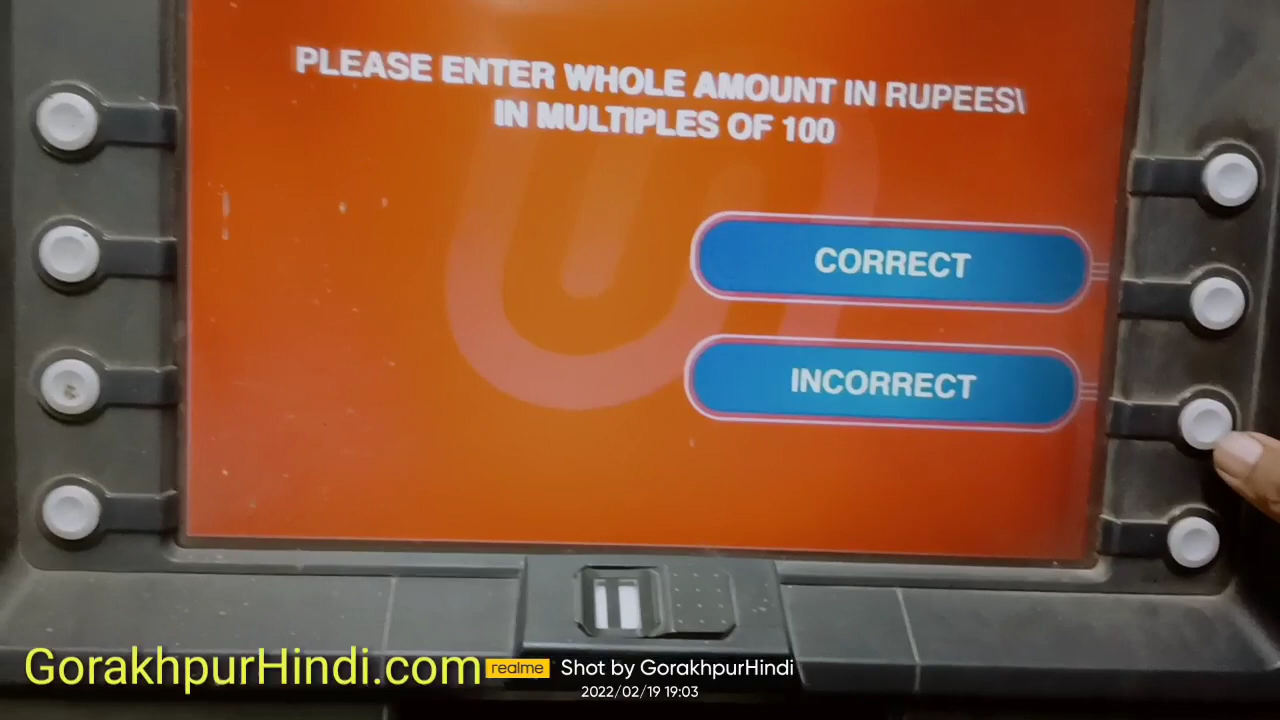 PLEASE ENTER WHOLE AMOUNT IN RUPEES\
IN MULTIPLES OF 100
CORRECT
INCORRECT
GorakhpurHindi.com
realme Shot by GorakhpurHindi
2022/02/19 19:03